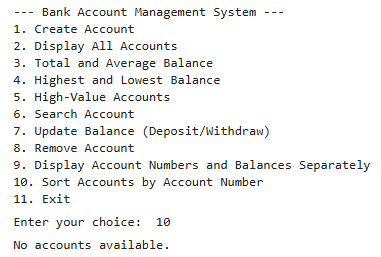 --- Bank Account Management System ---
1. Create Account
2. Display All Accounts
3. Total and Average Balance
4. Highest and Lowest Balance
5. High-Value Accounts
6. Search Account
7. Update Balance (Deposit/Withdraw)
8. Remove Account
9. Display Account Numbers and Balances Separately
10. Sort Accounts by Account Number
11. Exit
Enter your choice:  10
No accounts available.